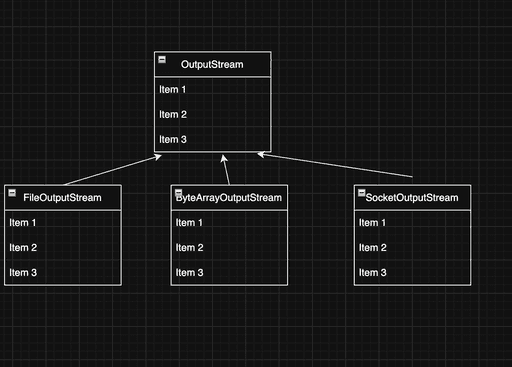 OutputStream
Item 1
Item 2
Item 3
FileOutputStream
Item 1
Item 2
Item 3
ByteArrayOutputStream
Item 1
Item 2
Item 3
SocketOutputStream
Item 1
Item 2
Item 3